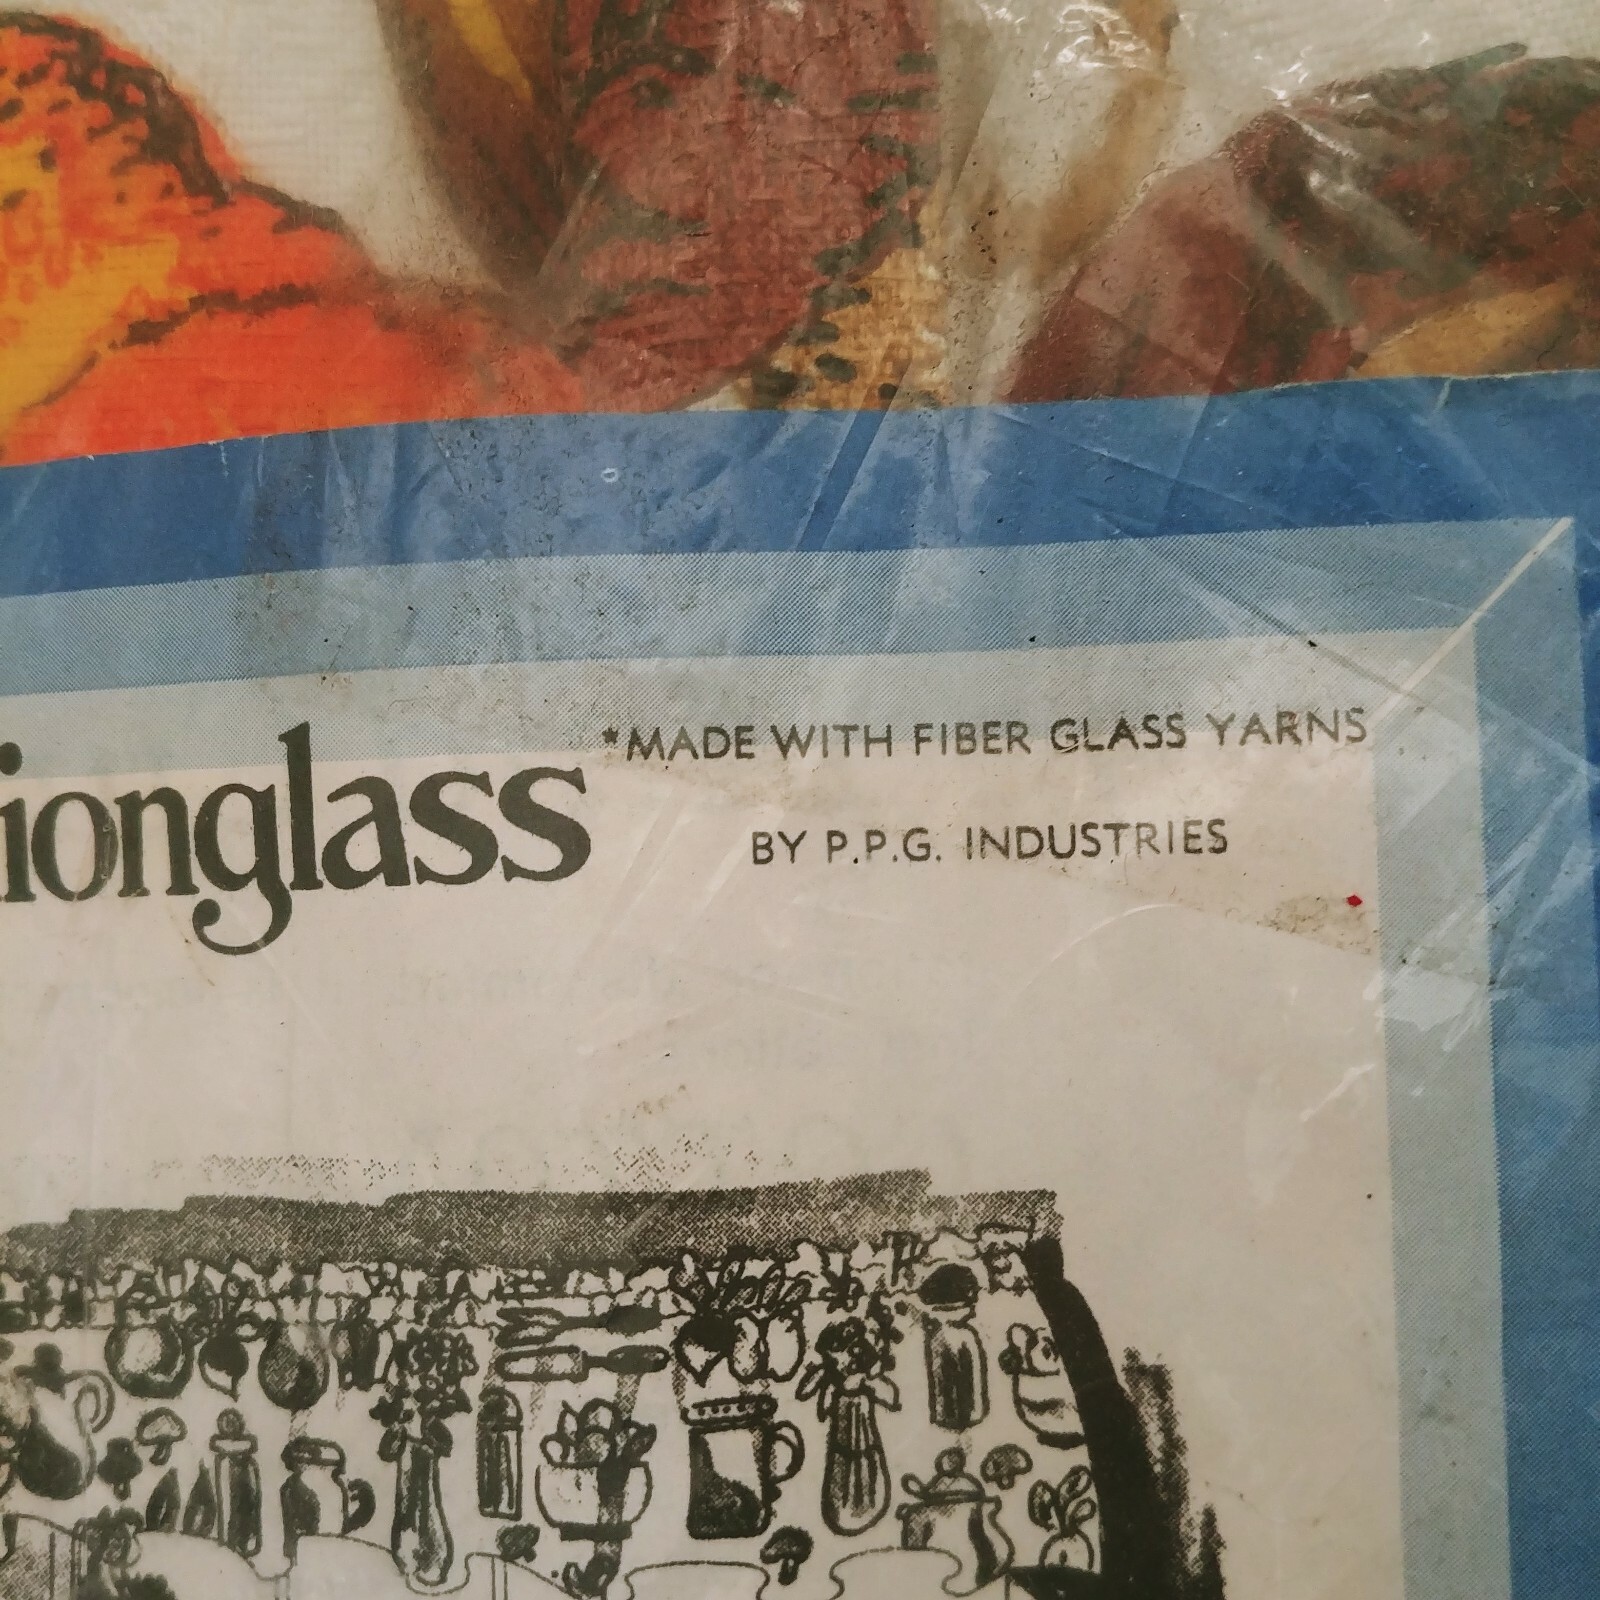 ionglass
*MADE WITH FIBER GLASS YARNS
BY P.P.G. INDUSTRIES